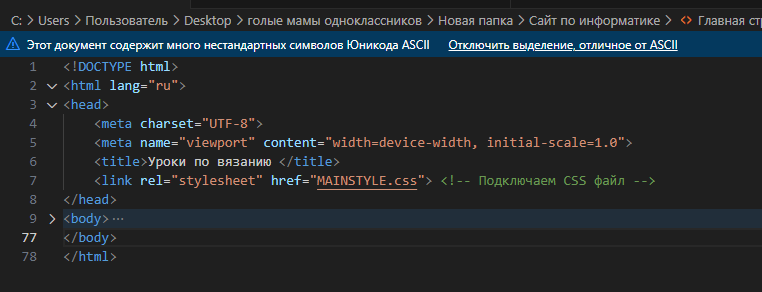 C: > Users > Пользователь > Desktop > голые мамы одноклассников > Новая папка > Сайт по информатике > <> Главная стр
Этот документ содержит много нестандартных символов Юникода ASCII Отключить выделение, отличное от ASCII
1 <!DOCTYPE html>
2 <html lang="ru">
3 <head>
4 <meta charset="UTF-8">
5 <meta name="viewport" content="width=device-width, initial-scale=1.0">
6 <title>Уроки по вязанию </title>
7 <link rel="stylesheet" href="MAINSTYLE.css"> <!-- Подключаем CSS файл -->
8 </head>
9 <body>⋯
77 </body>
78 </html>